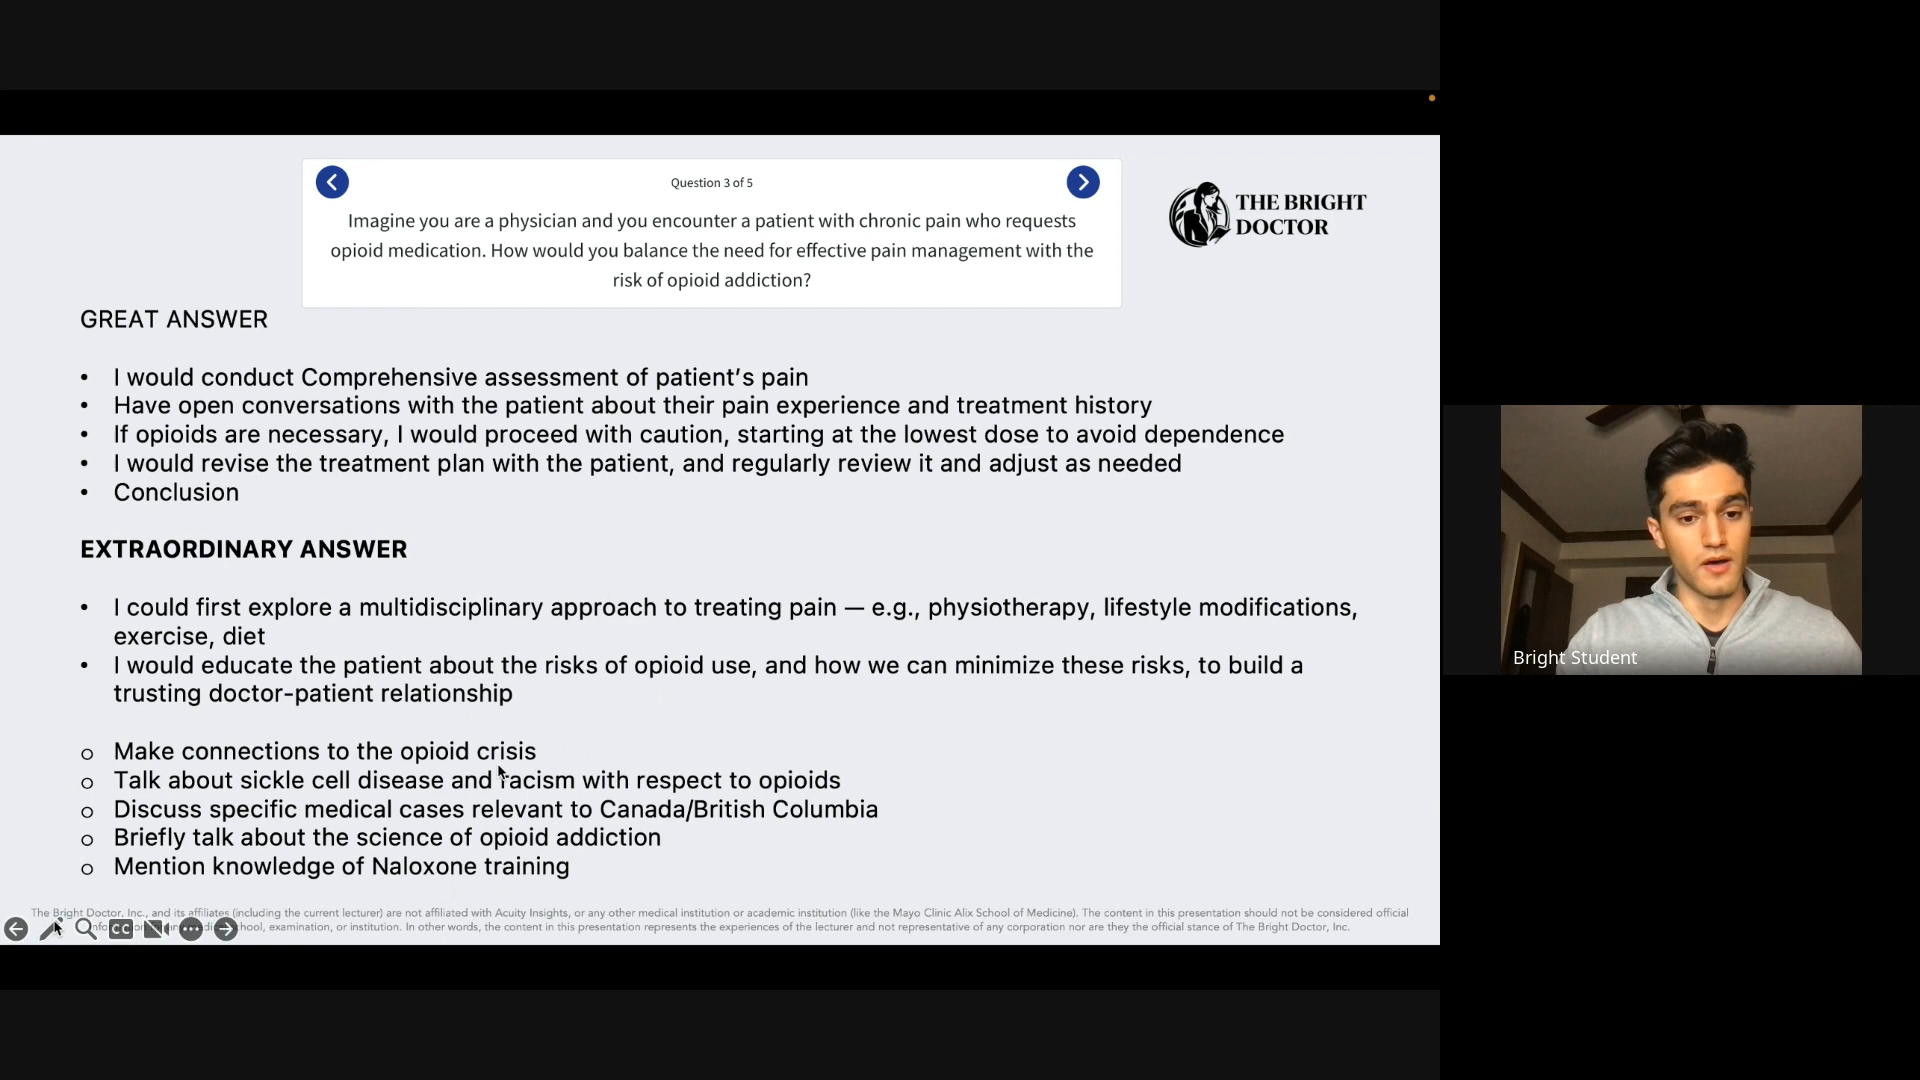 Question 3 of 5
Imagine you are a physician and you encounter a patient with chronic pain who requests
opioid medication. How would you balance the need for effective pain management with the
risk of opioid addiction?
THE BRIGHT
DOCTOR
GREAT ANSWER
• I would conduct Comprehensive assessment of patient's pain
• Have open conversations with the patient about their pain experience and treatment history
• If opioids are necessary, I would proceed with caution, starting at the lowest dose to avoid dependence
• I would revise the treatment plan with the patient, and regularly review it and adjust as needed
• Conclusion
EXTRAORDINARY ANSWER
• I could first explore a multidisciplinary approach to treating pain — e.g., physiotherapy, lifestyle modifications,
exercise, diet
• I would educate the patient about the risks of opioid use, and how we can minimize these risks, to build a
trusting doctor-patient relationship
Bright Student
o Make connections to the opioid crisis
o Talk about sickle cell disease and racism with respect to opioids
o Discuss specific medical cases relevant to Canada/British Columbia
o Briefly talk about the science of opioid addiction
o Mention knowledge of Naloxone training
The Bright Doctor, Inc., and its affiliates (including the current lecturer) are not affiliated with Acuity Insights, or any other medical institution or academic institution (like the Mayo Clinic Alix School of Medicine). The content in this presentation should not be considered official
CC
examination, or institution. In other words, the content in this presentation represents the experiences of the lecturer and not representative of any corporation nor are they the official stance of The Bright Doctor, Inc.